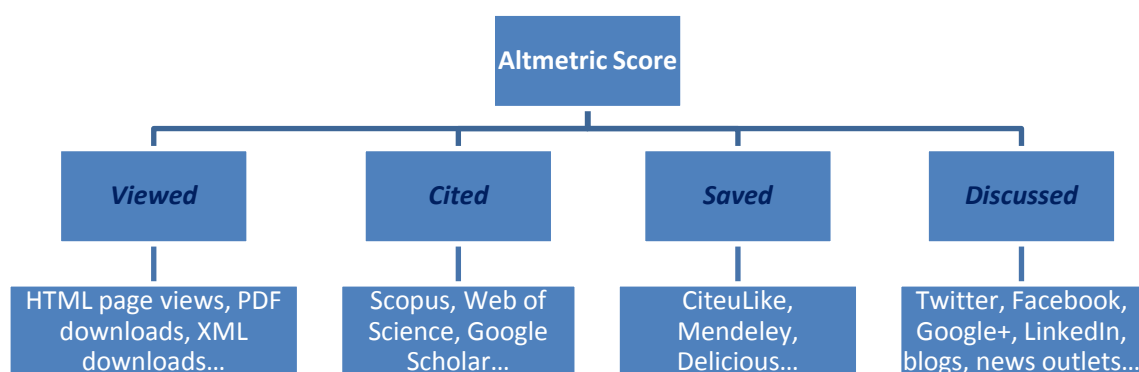 Altmetric Score
Viewed
Cited
Saved
Discussed
HTML page views, PDF
downloads, XML
downloads…
Scopus, Web of
Science, Google
Scholar…
CiteuLike,
Mendeley,
Delicious…
Twitter, Facebook,
Google+, LinkedIn,
blogs, news outlets…